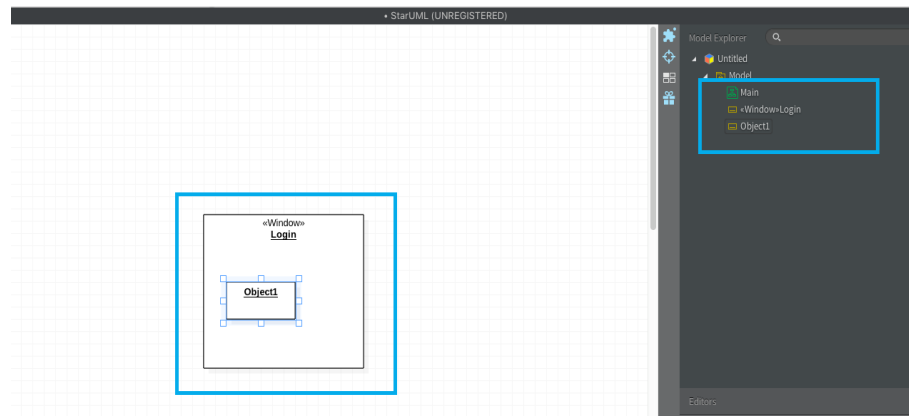 • StarUML (UNREGISTERED)
Model Explorer
Untitled
Model
Main
«Window»Login
Object1
«Window»
Login
Object1
Editors